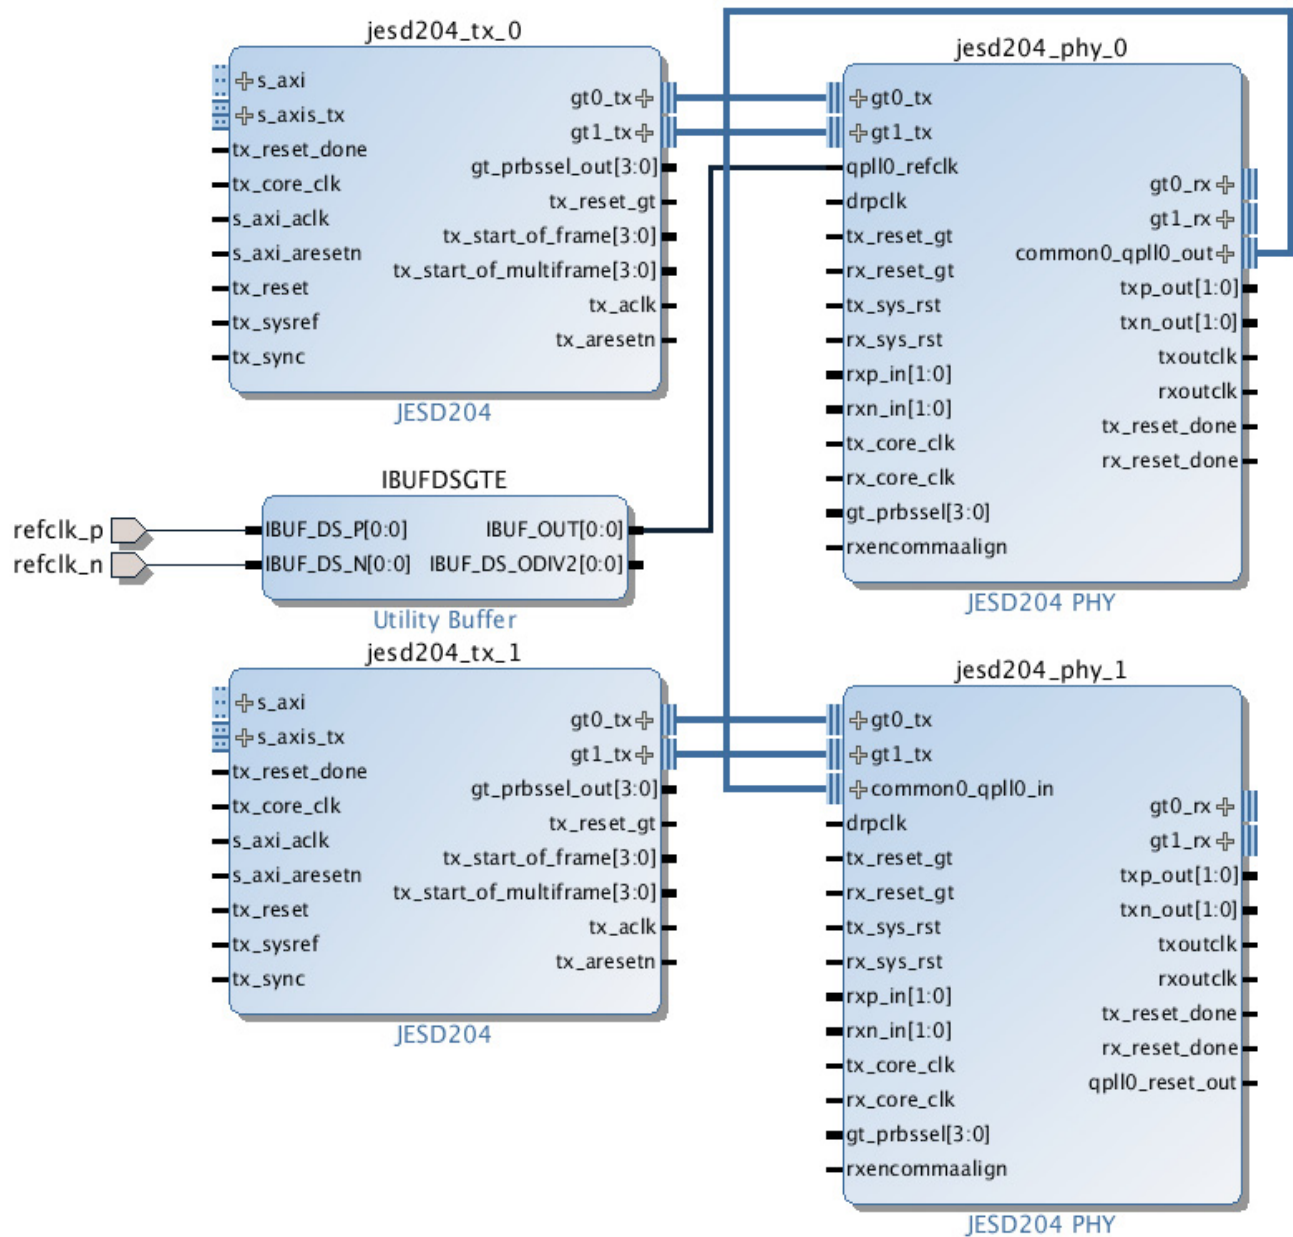 jesd204_tx_0
s_axi
s_axis_tx
tx_reset_done
tx_core_clk
s_axi_aclk
s_axi_aresetn
tx_reset
tx_sysref
tx_sync
gt0_tx
gt1_tx
gt_prbssel_out[3:0]
tx_reset_gt
tx_start_of_frame[3:0]
tx_start_of_multiframe[3:0]
tx_aclk
tx_aresetn
JESD204
jesd204_phy_0
gt0_tx
gt1_tx
qpll0_refclk
drpclk
tx_reset_gt
rx_reset_gt
tx_sys_rst
rx_sys_rst
rxp_in[1:0]
rxn_in[1:0]
tx_core_clk
rx_core_clk
gt_prbssel[3:0]
rxencommaalign
gt0_rx
gt1_rx
common0_qpll0_out
txp_out[1:0]
txn_out[1:0]
txoutclk
rxoutclk
tx_reset_done
rx_reset_done
JESD204 PHY
refclk_p
refclk_n
IBUFDSGTE
IBUF_DS_P[0:0]
IBUF_DS_N[0:0]
IBUF_OUT[0:0]
IBUF_DS_ODIV2[0:0]
Utility Buffer
jesd204_tx_1
s_axi
s_axis_tx
tx_reset_done
tx_core_clk
s_axi_aclk
s_axi_aresetn
tx_reset
tx_sysref
tx_sync
gt0_tx
gt1_tx
gt_prbssel_out[3:0]
tx_reset_gt
tx_start_of_frame[3:0]
tx_start_of_multiframe[3:0]
tx_aclk
tx_aresetn
JESD204
jesd204_phy_1
gt0_tx
gt1_tx
common0_qpll0_in
drpclk
tx_reset_gt
rx_reset_gt
tx_sys_rst
rx_sys_rst
rxp_in[1:0]
rxn_in[1:0]
tx_core_clk
rx_core_clk
gt_prbssel[3:0]
rxencommaalign
gt0_rx
gt1_rx
txp_out[1:0]
txn_out[1:0]
txoutclk
rxoutclk
tx_reset_done
rx_reset_done
qpll0_reset_out
JESD204 PHY